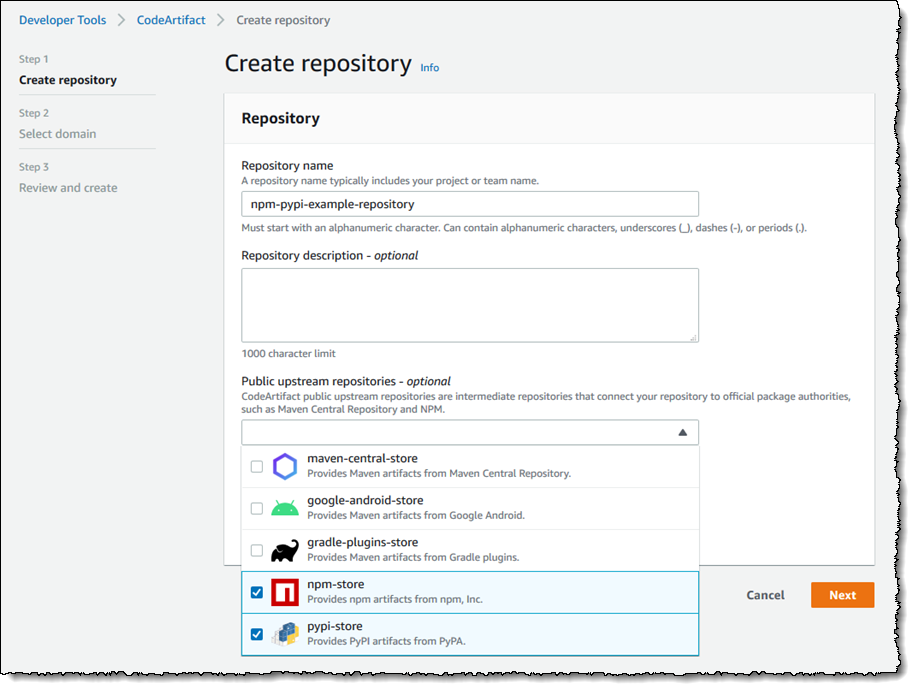 Developer Tools > CodeArtifact > Create repository
Step 1
Create repository
Step 2
Select domain
Step 3
Review and create
Create repository Info
Repository
Repository name
A repository name typically includes your project or team name.
npm-pypi-example-repository
Must start with an alphanumeric character. Can contain alphanumeric characters, underscores (_), dashes (-), or periods (.).
Repository description - optional
1000 character limit
Public upstream repositories - optional
CodeArtifact public upstream repositories are intermediate repositories that connect your repository to official package authorities,
such as Maven Central Repository and NPM.
maven-central-store
Provides Maven artifacts from Maven Central Repository.
google-android-store
Provides Maven artifacts from Google Android.
gradle-plugins-store
Provides Maven artifacts from Gradle plugins.
npm-store
Provides npm artifacts from npm, Inc.
pypi-store
Provides PyPI artifacts from PyPA.
Cancel
Next